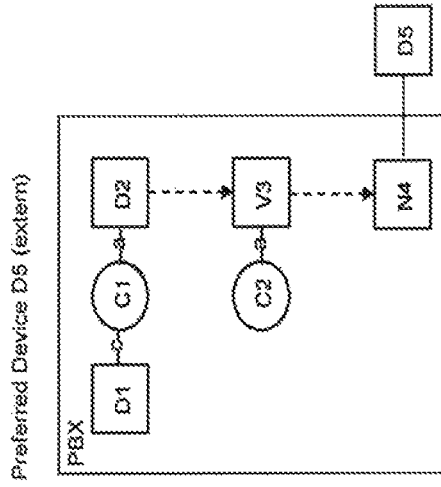 Preferred Device D5 (extern)
PBX
D1
c
C1
a
D2
C2
a
V3
N4
D5